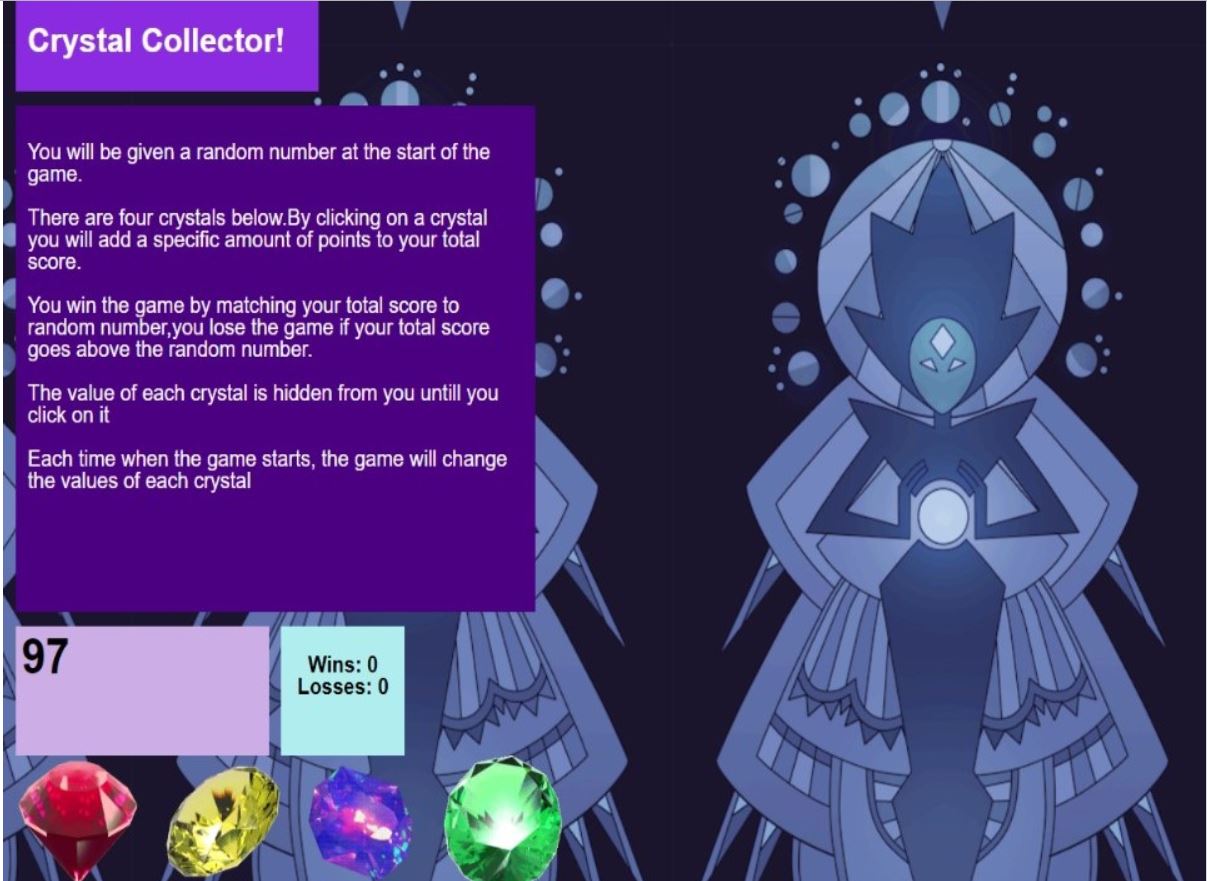 Crystal Collector!
You will be given a random number at the start of the
game.
There are four crystals below.By clicking on a crystal
you will add a specific amount of points to your total
score.
You win the game by matching your total score to
random number,you lose the game if your total score
goes above the random number.
The value of each crystal is hidden from you untill you
click on it
Each time when the game starts, the game will change
the values of each crystal
97
Wins: 0
Losses: 0